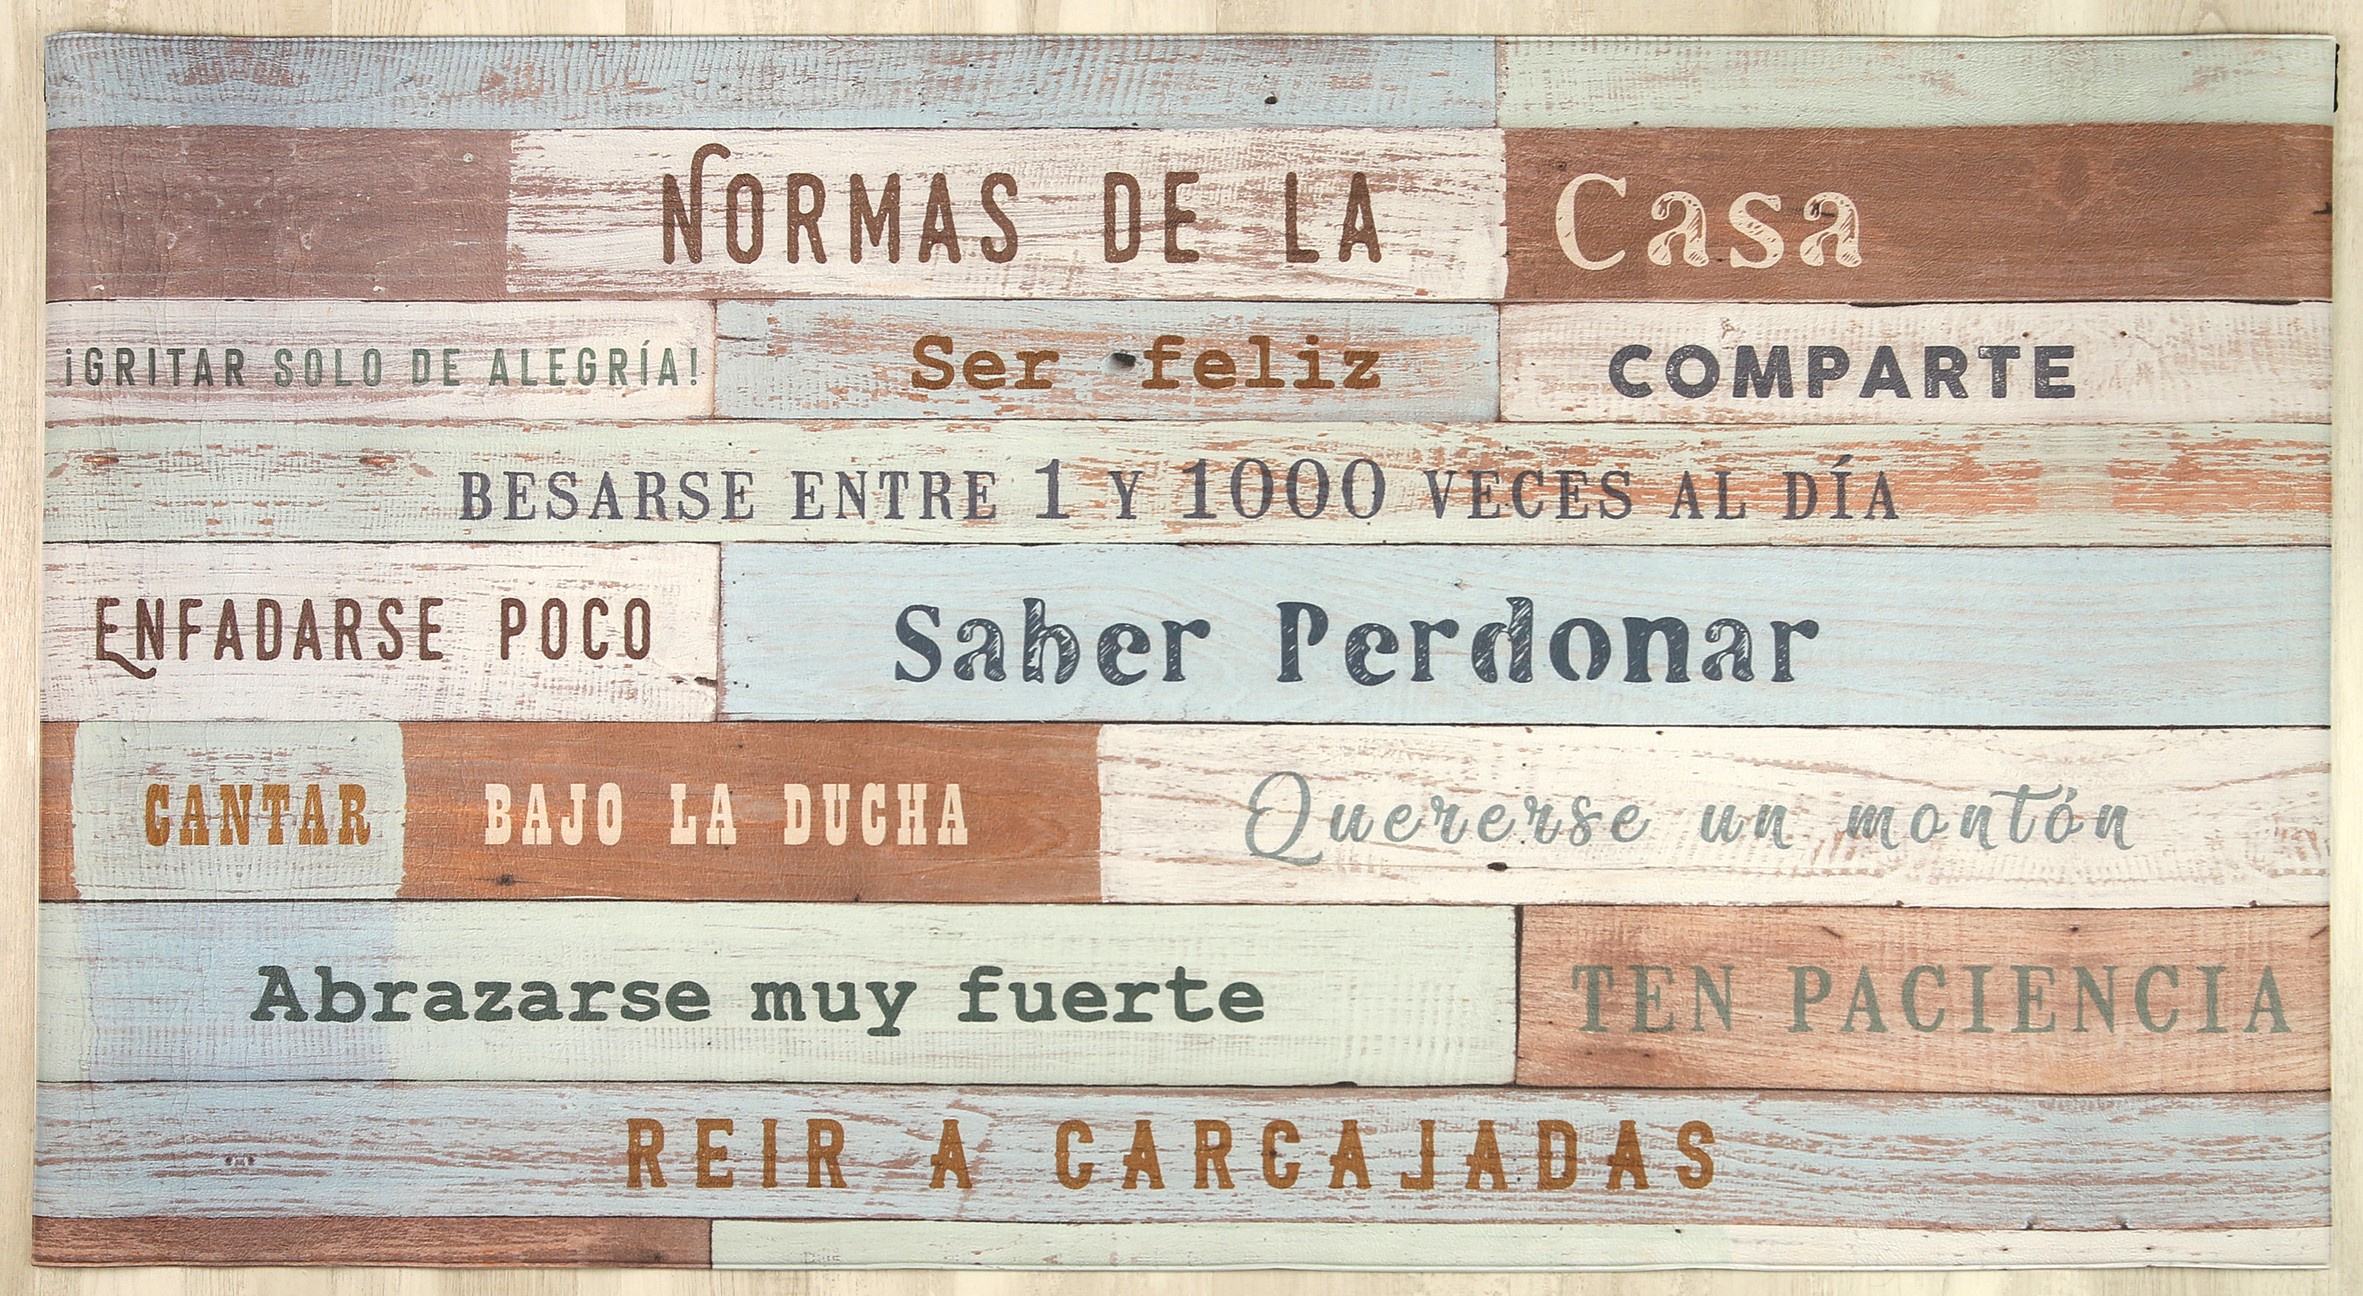 NORMAS DE LA Casa
¡GRITAR SOLO DE ALEGRÍA!
Ser feliz
COMPARTE
BESARSE ENTRE 1 Y 1000 VECES AL DÍA
ENFADARSE POCO
Saber Perdonar
CANTAR BAJO LA DUCHA
Quererse un montón
Abrazarse muy fuerte
TEN PACIENCIA
REIR A CARCAJADAS